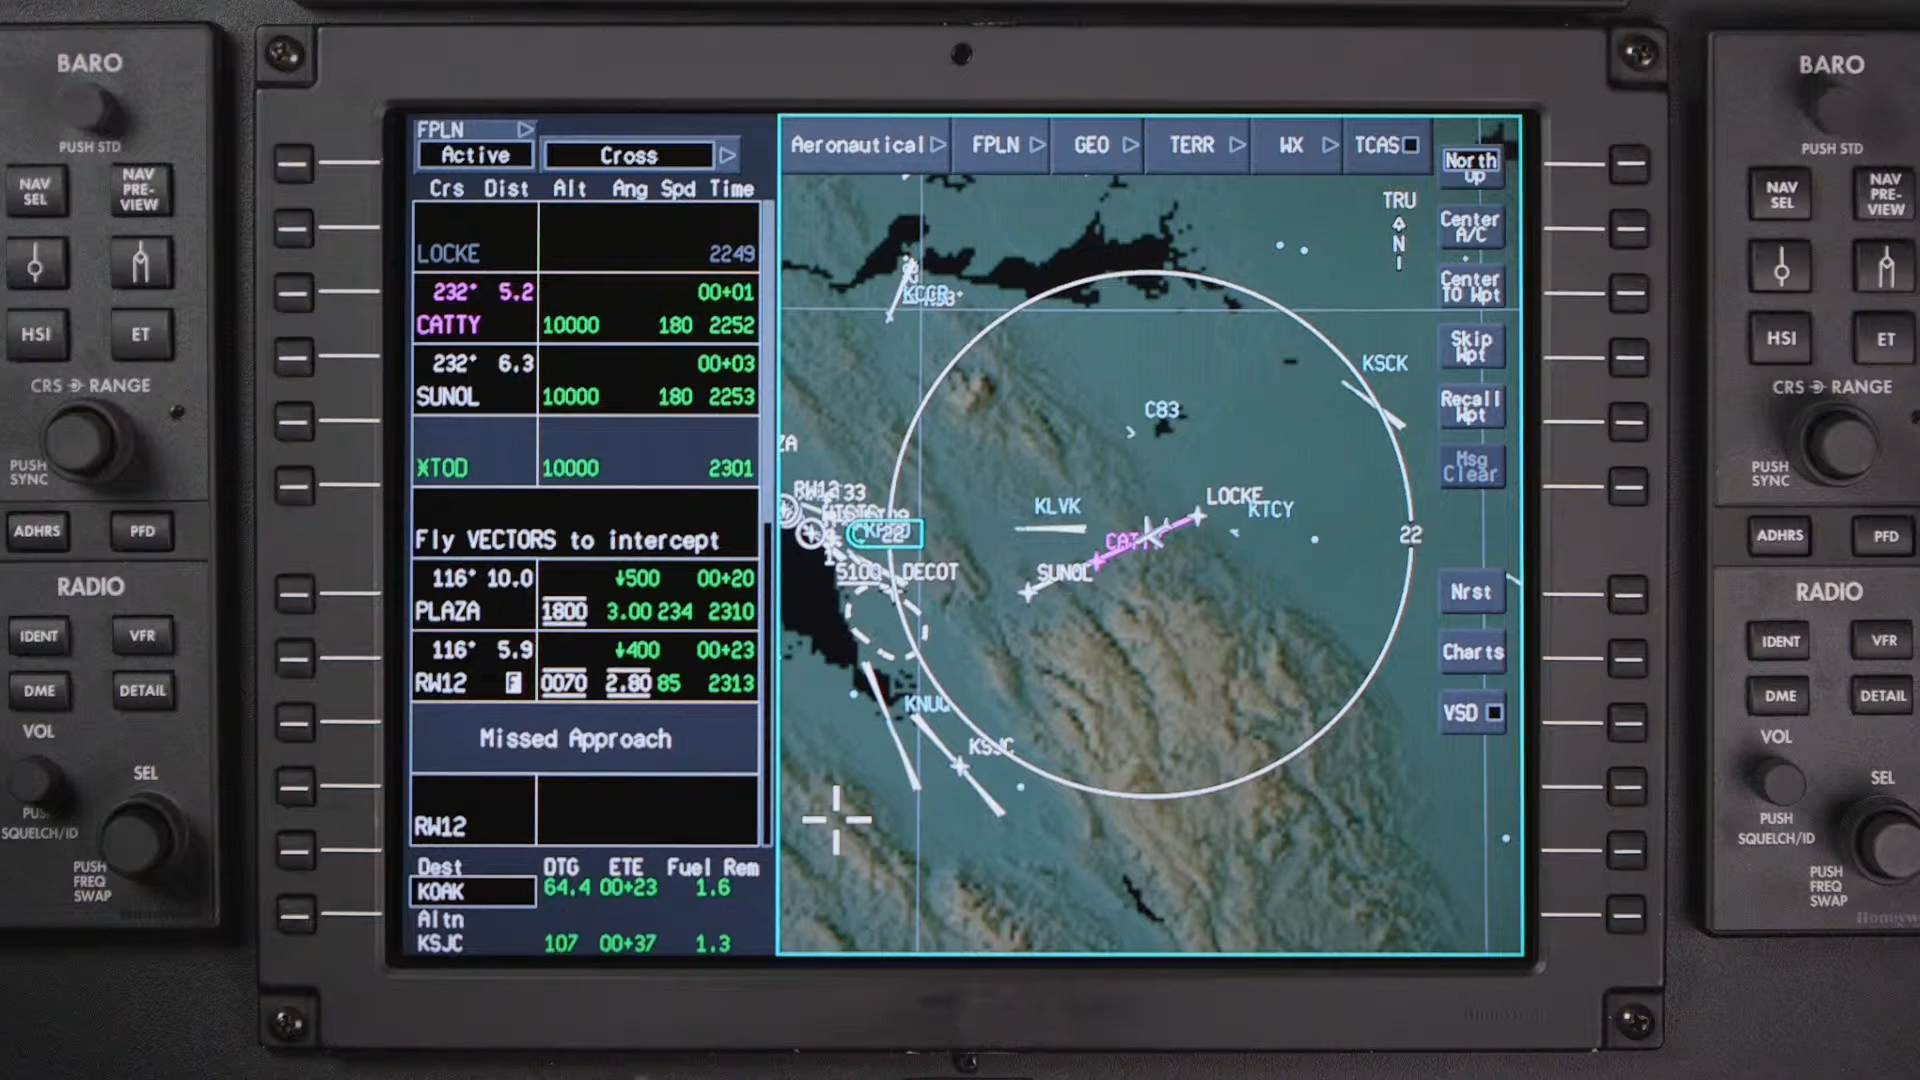 BARO
PUSH STD
NAV SEL
NAV PRE- VIEW
HSI
ET
CRS RANGE
PUSH SYNC
ADHRS
PFD
RADIO
IDENT
VFR
DME
DETAIL
VOL
SEL
PUSH SQUELCH/ID
PUSH FREQ SWAP
FPLN
Active
Cross
Crs Dist Alt Ang Spd Time
LOCKE 2249
232° 5.2 00+01
CATTY 10000 180 2252
232° 6.3 00+03
SUNOL 10000 180 2253
XTOD 10000 2301
Fly VECTORS to intercept
116° 10.0 ↓500 00+20
PLAZA 1800 3.00 234 2310
116° 5.9 ↓400 00+23
RW12 F 0070 2.80 85 2313
Missed Approach
RW12
Dest DTG ETE Fuel Rem
KOAK 64.4 00+23 1.6
Altn
KSJC 107 00+37 1.3
Aeronautical
FPLN
GEO
TERR
WX
TCAS
North Up
TRU
N
Center A/C
Center TO Wpt
KCCR
Skip Wpt
KSCK
Recall Wpt
C83
ZA
Msg Clear
RW12
33
LOCKE
KLVK
KTCY
22
22
CATT
5100
DECOT
SUNOL
Nrst
Charts
KNUQ
VSD
KSJC
BARO
PUSH STD
NAV SEL
NAV PRE- VIEW
HSI
ET
CRS RANGE
PUSH SYNC
ADHRS
PFD
RADIO
IDENT
VFR
DME
DETAIL
VOL
SEL
PUSH SQUELCH/ID
PUSH FREQ SWAP